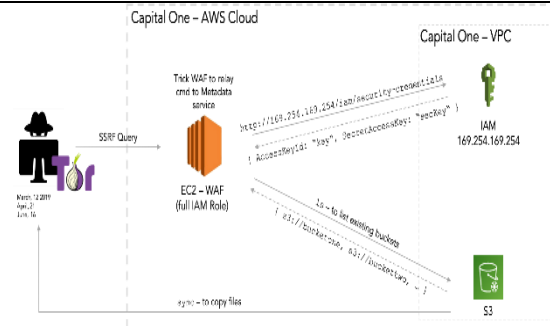 Capital One – AWS Cloud
Capital One – VPC
Trick WAF to relay
cmd to Metadata
service
http://169.254.169.254/iam/security-credentials
{ AccessKeyId: "key", SecretAccessKey: "secKey" }
IAM
169.254.169.254
SSRF Query
Tor
March, 12 2019
April, 21
June, 16
EC2 – WAF
(full IAM Role)
ls – to list existing buckets
{ s3://bucketone, s3://buckettwo, … }
S3
sync – to copy files